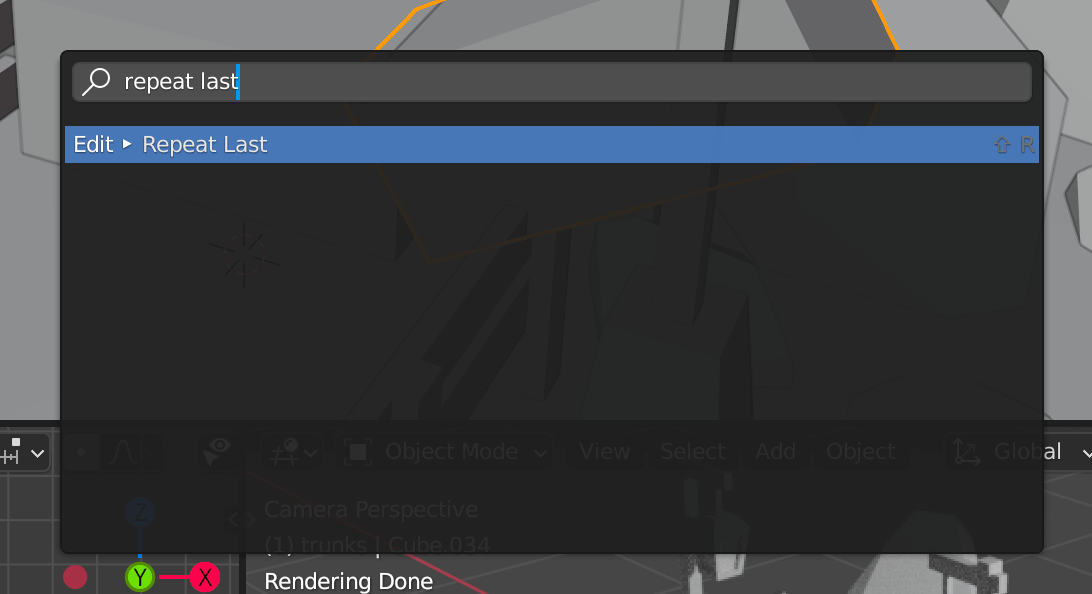 repeat last
Edit ▸ Repeat Last ⇧ R
Object Mode View Select Add Object Global
Z
Camera Perspective
(1) trunks | Cube.034
Y X
Rendering Done